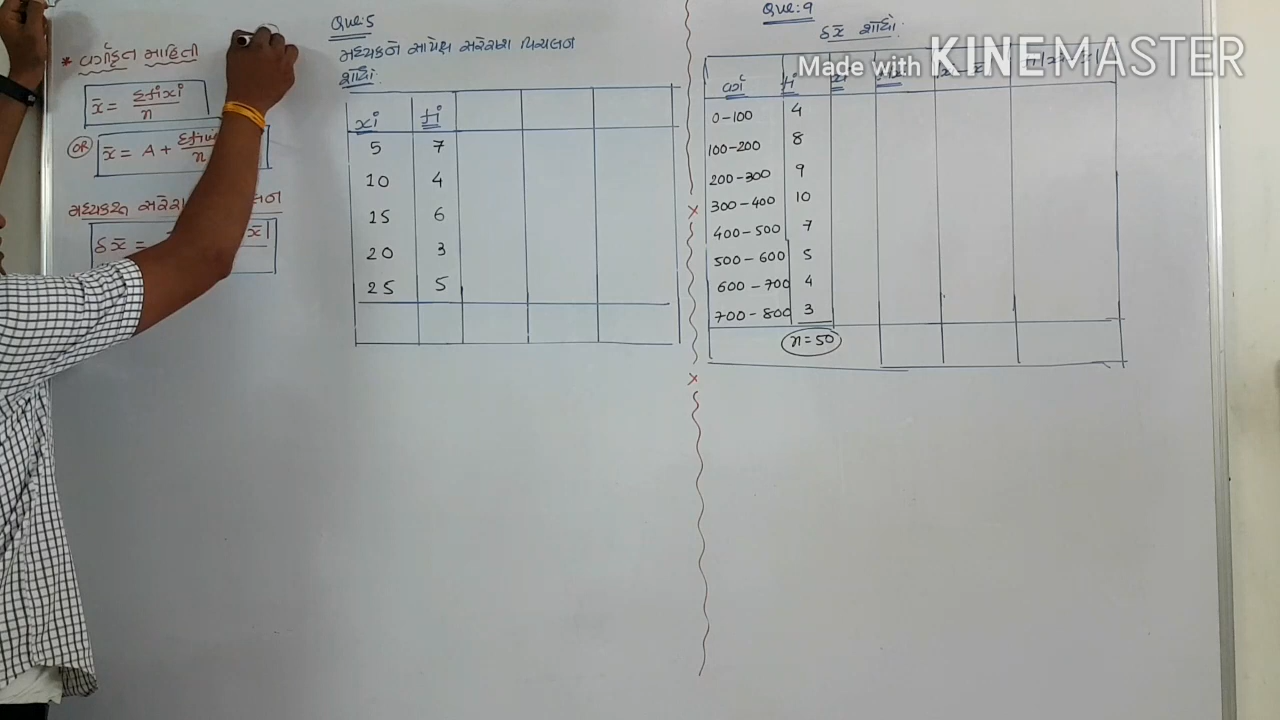 * વર્ગીકૃત માહિતી
x̄ = Σfixi / n
OR x̄ = A + Σfiui / n
મધ્યકથી સરેરાશ
δx̄ = x̄|
Que:5
મધ્યકને સાપેક્ષ સરેરાશ વિચલન
શોધો.
xi fi
5 7
10 4
15 6
20 3
25 5
Que:9
δx̄ શોધો.
Made with KINEMASTER
વર્ગ fi
0-100 4
100-200 8
200-300 9
300-400 10
400-500 7
500-600 5
600-700 4
700-800 3
n=50